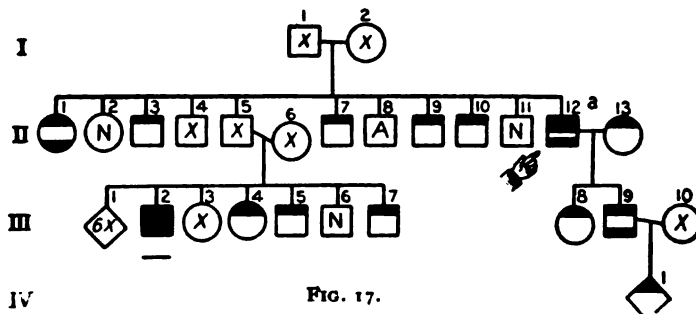 1 2
I X X
1 2 3 4 5 6 7 8 9 10 11 12 a 13
II N X X X A N
1 2 3 4 5 6 7 8 9 10
III 6X X N X
1
IV FIG. 17.